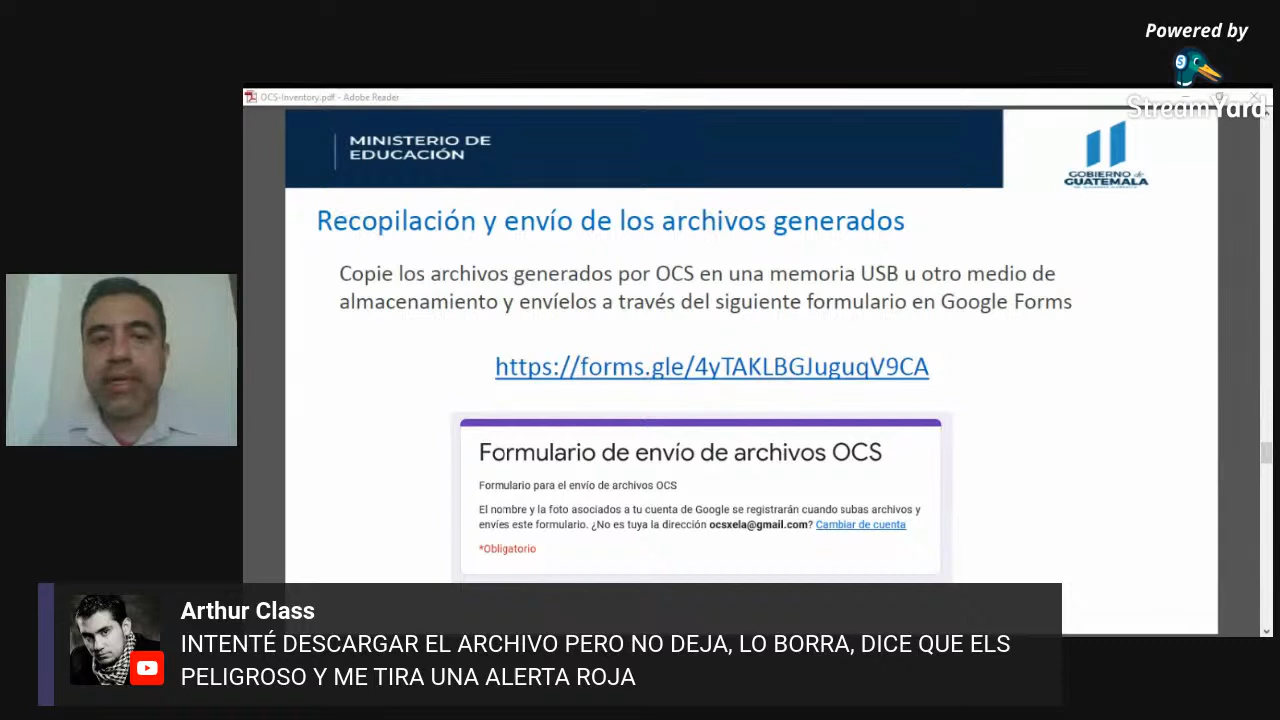 Powered by
StreamYard
OCS-Inventory.pdf - Adobe Reader
MINISTERIO DE
EDUCACIÓN
GOBIERNO de
GUATEMALA
Recopilación y envío de los archivos generados
Copie los archivos generados por OCS en una memoria USB u otro medio de
almacenamiento y envíelos a través del siguiente formulario en Google Forms
https://forms.gle/4yTAKLBGJuguqV9CA
Formulario de envío de archivos OCS
Formulario para el envío de archivos OCS
El nombre y la foto asociados a tu cuenta de Google se registrarán cuando subas archivos y
envíes este formulario. ¿No es tuya la dirección ocsxela@gmail.com? Cambiar de cuenta
*Obligatorio
Arthur Class
INTENTÉ DESCARGAR EL ARCHIVO PERO NO DEJA, LO BORRA, DICE QUE ELS
PELIGROSO Y ME TIRA UNA ALERTA ROJA